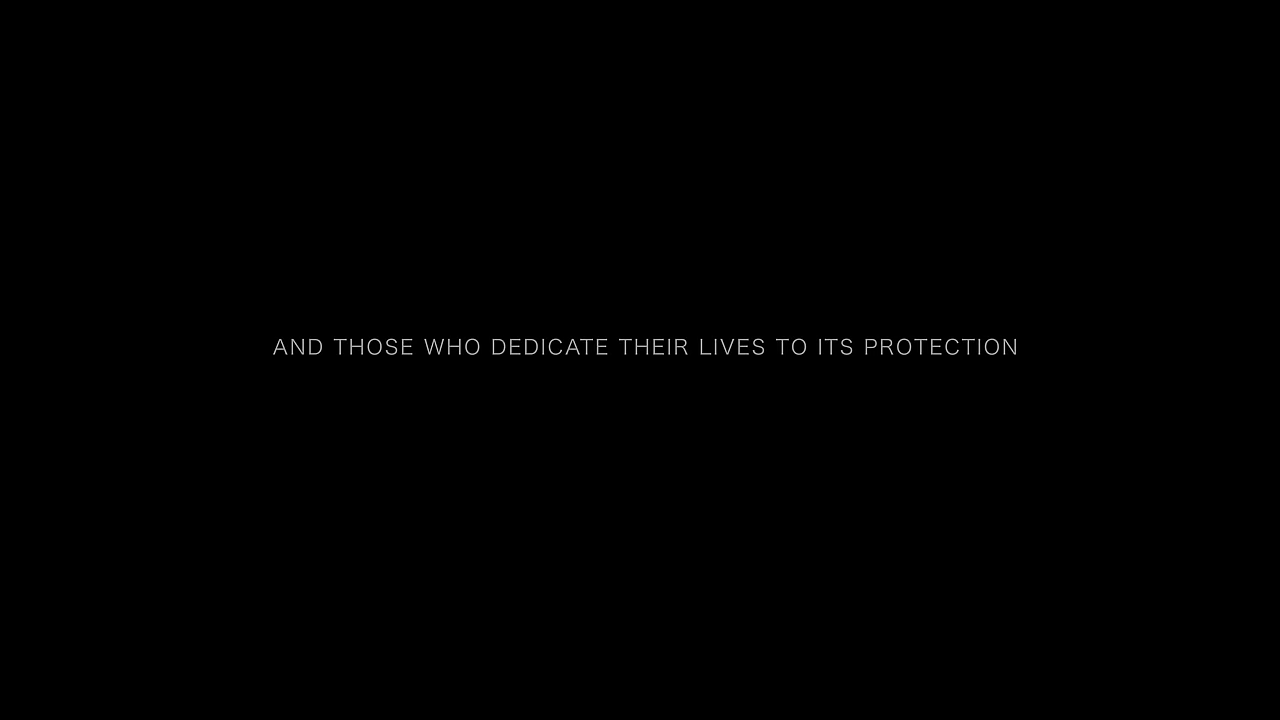 AND THOSE WHO DEDICATE THEIR LIVES TO ITS PROTECTION